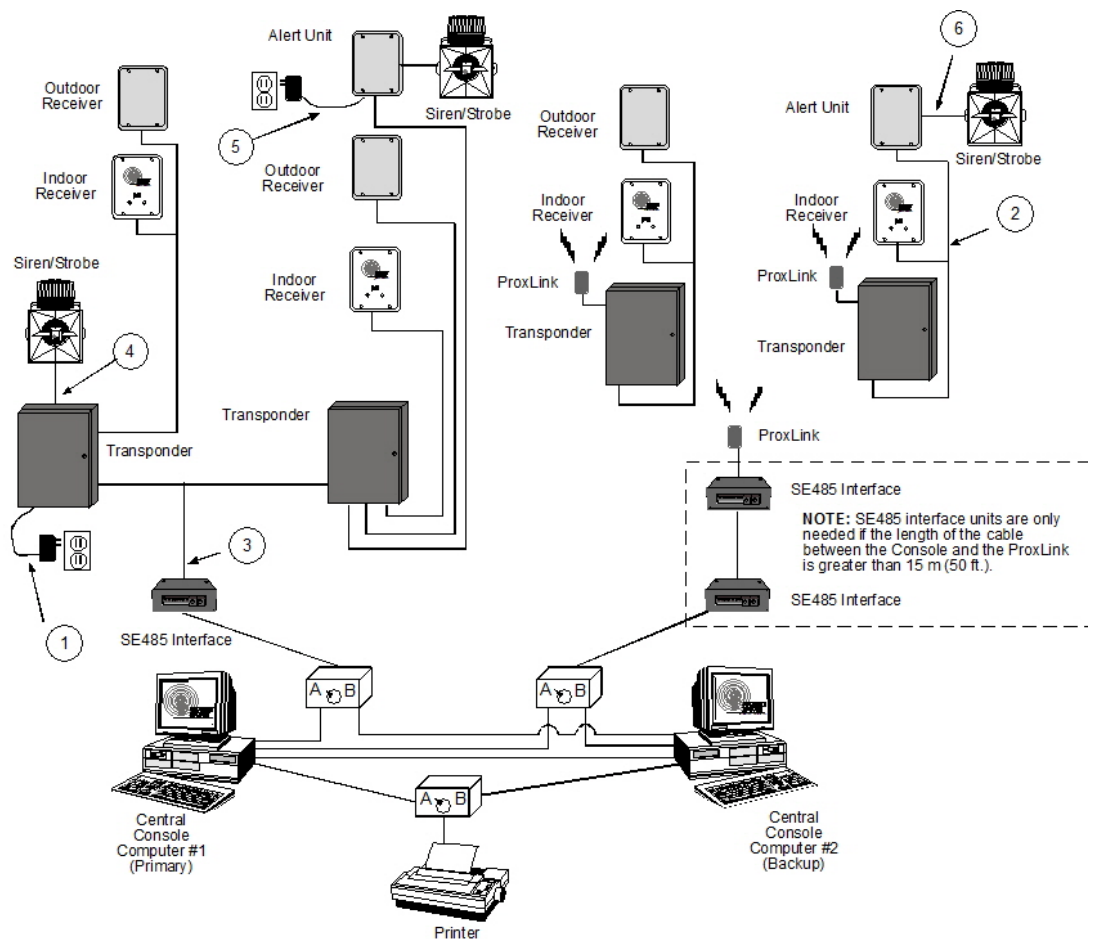 Alert Unit
6
Outdoor
Receiver
5
Siren/Strobe
Outdoor
Receiver
Alert Unit
Siren/Strobe
Indoor
Receiver
Outdoor
Receiver
Indoor
Receiver
Indoor
Receiver
2
Siren/Strobe
Indoor
Receiver
ProxLink
ProxLink
Transponder
Transponder
4
Transponder
Transponder
ProxLink
SE485 Interface
NOTE: SE485 interface units are only
needed if the length of the cable
between the Console and the ProxLink
is greater than 15 m (50 ft.).
3
SE485 Interface
1
SE485 Interface
A B
A B
A B
Central
Console
Computer #1
(Primary)
Central
Console
Computer #2
(Backup)
Printer